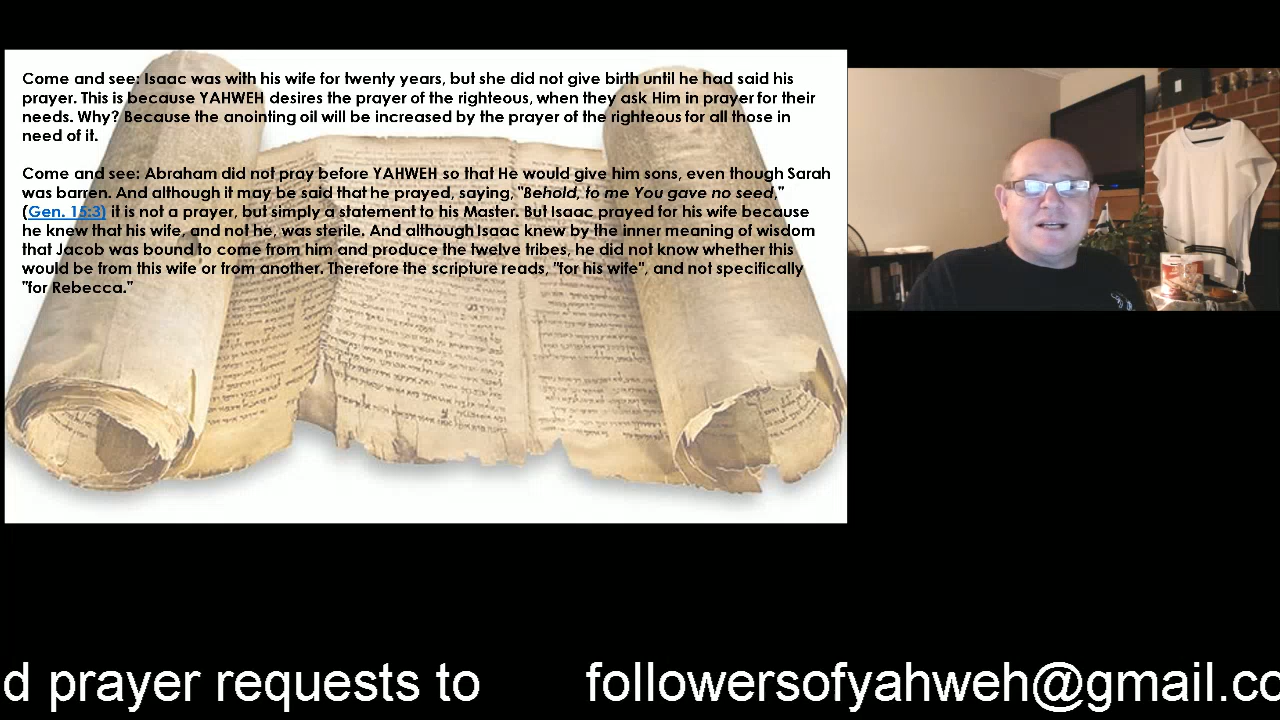 Come and see: Isaac was with his wife for twenty years, but she did not give birth until he had said his
prayer. This is because YAHWEH desires the prayer of the righteous, when they ask Him in prayer for their
needs. Why? Because the anointing oil will be increased by the prayer of the righteous for all those in
need of it.
Come and see: Abraham did not pray before YAHWEH so that He would give him sons, even though Sarah
was barren. And although it may be said that he prayed, saying, "Behold, to me You gave no seed,"
(Gen. 15:3) it is not a prayer, but simply a statement to his Master. But Isaac prayed for his wife because
he knew that his wife, and not he, was sterile. And although Isaac knew by the inner meaning of wisdom
that Jacob was bound to come from him and produce the twelve tribes, he did not know whether this
would be from this wife or from another. Therefore the scripture reads, "for his wife", and not specifically
"for Rebecca."
d prayer requests to followersofyahweh@gmail.co